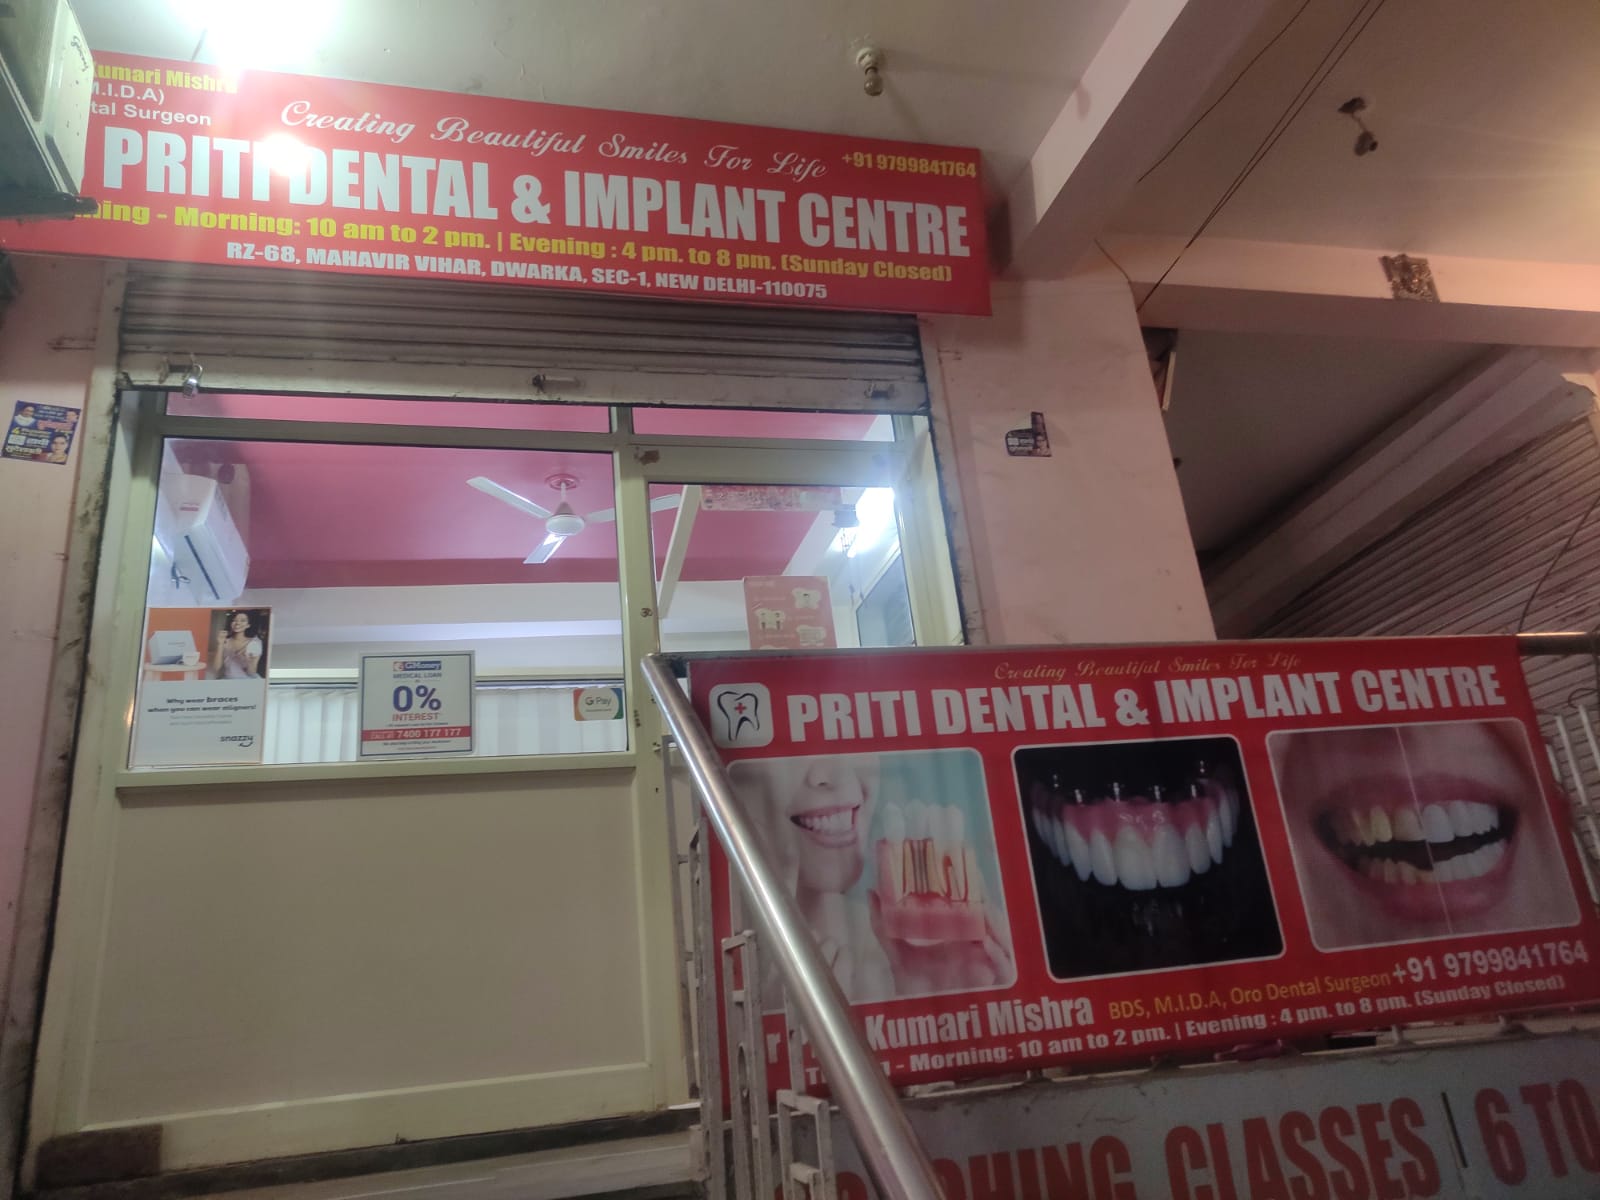 Kumari Mishra
M.I.D.A)
tal Surgeon
Creating Beautiful Smiles For Life
+91 9799841764
PRITI DENTAL & IMPLANT CENTRE
ning - Morning: 10 am to 2 pm. | Evening : 4 pm. to 8 pm. (Sunday Closed)
RZ-68, MAHAVIR VIHAR, DWARKA, SEC-1, NEW DELHI-110075
Why wear braces
when you can wear aligners!
snazzy
MEDICAL LOAN
0%
INTEREST*
CALL AT 7400 177 177
G Pay
Creating Beautiful Smiles For Life
PRITI DENTAL & IMPLANT CENTRE
Kumari Mishra BDS, M.I.D.A, Oro Dental Surgeon +91 9799841764
- Morning: 10 am to 2 pm. | Evening : 4 pm. to 8 pm. (Sunday Closed)
CLASSES | 6 TO